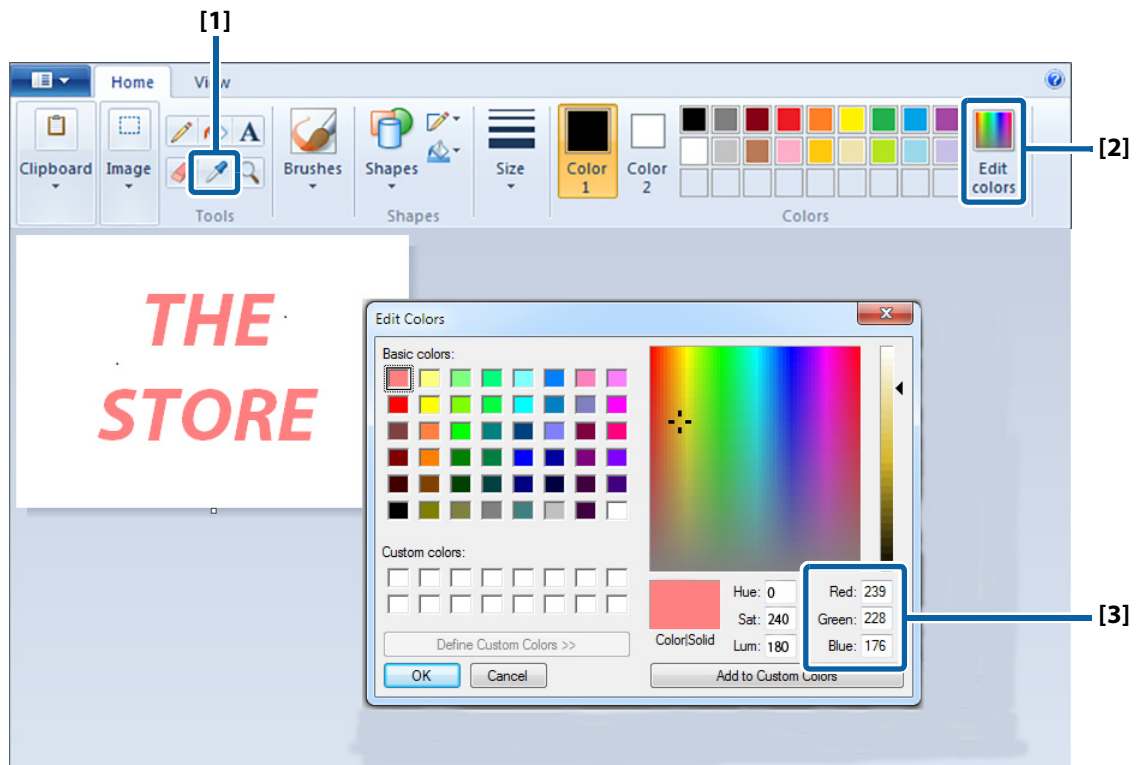 [1]
Home View
Clipboard Image A Brushes Shapes Size Color 1 Color 2 Edit colors
[2]
Tools Shapes Colors
THE
STORE
Edit Colors
Basic colors:
Custom colors:
Define Custom Colors >>
OK Cancel
Color|Solid
Hue: 0 Red: 239
Sat: 240 Green: 228
Lum: 180 Blue: 176
Add to Custom Colors
[3]